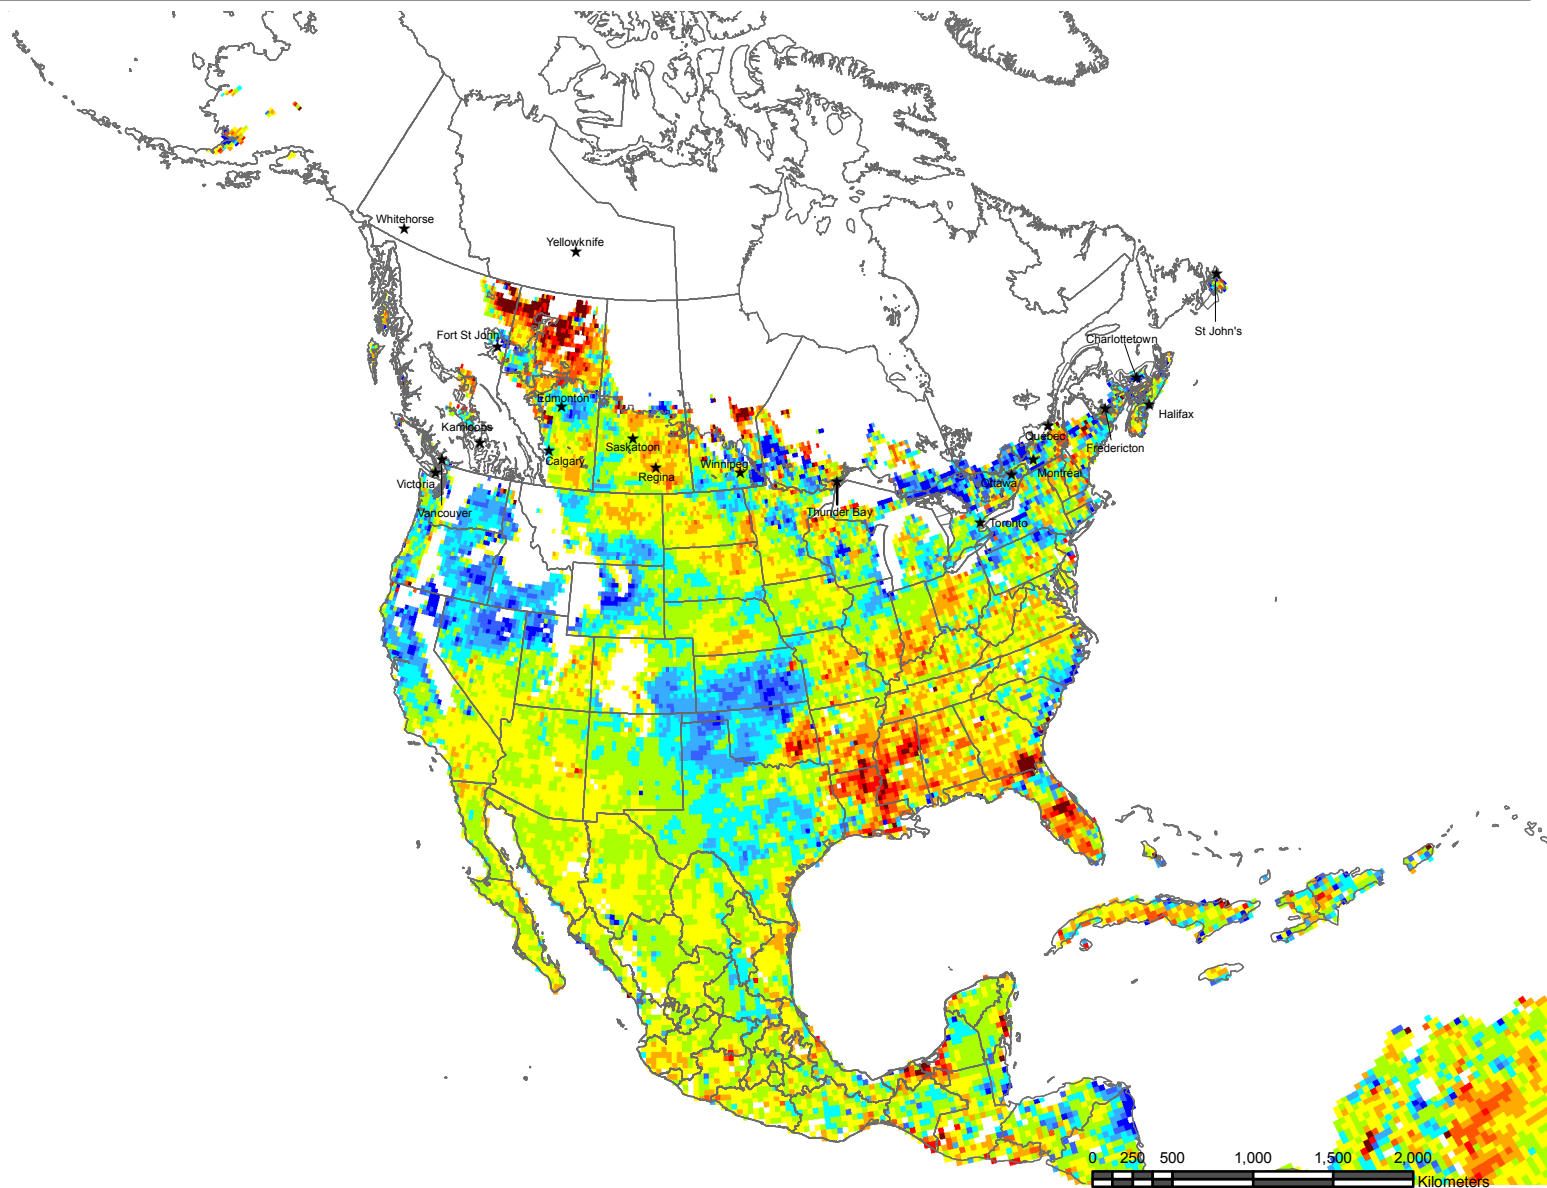 Whitehorse
Yellowknife
St John's
Fort St John
Charlottetown
Edmonton
Halifax
Kamloops
Quebec
Saskatoon
Fredericton
Calgary
Winnipeg
Montréal
Regina
Victoria
Ottawa
Vancouver
Thunder Bay
Toronto
0 250 500 1,000 1,500 2,000
Kilometers